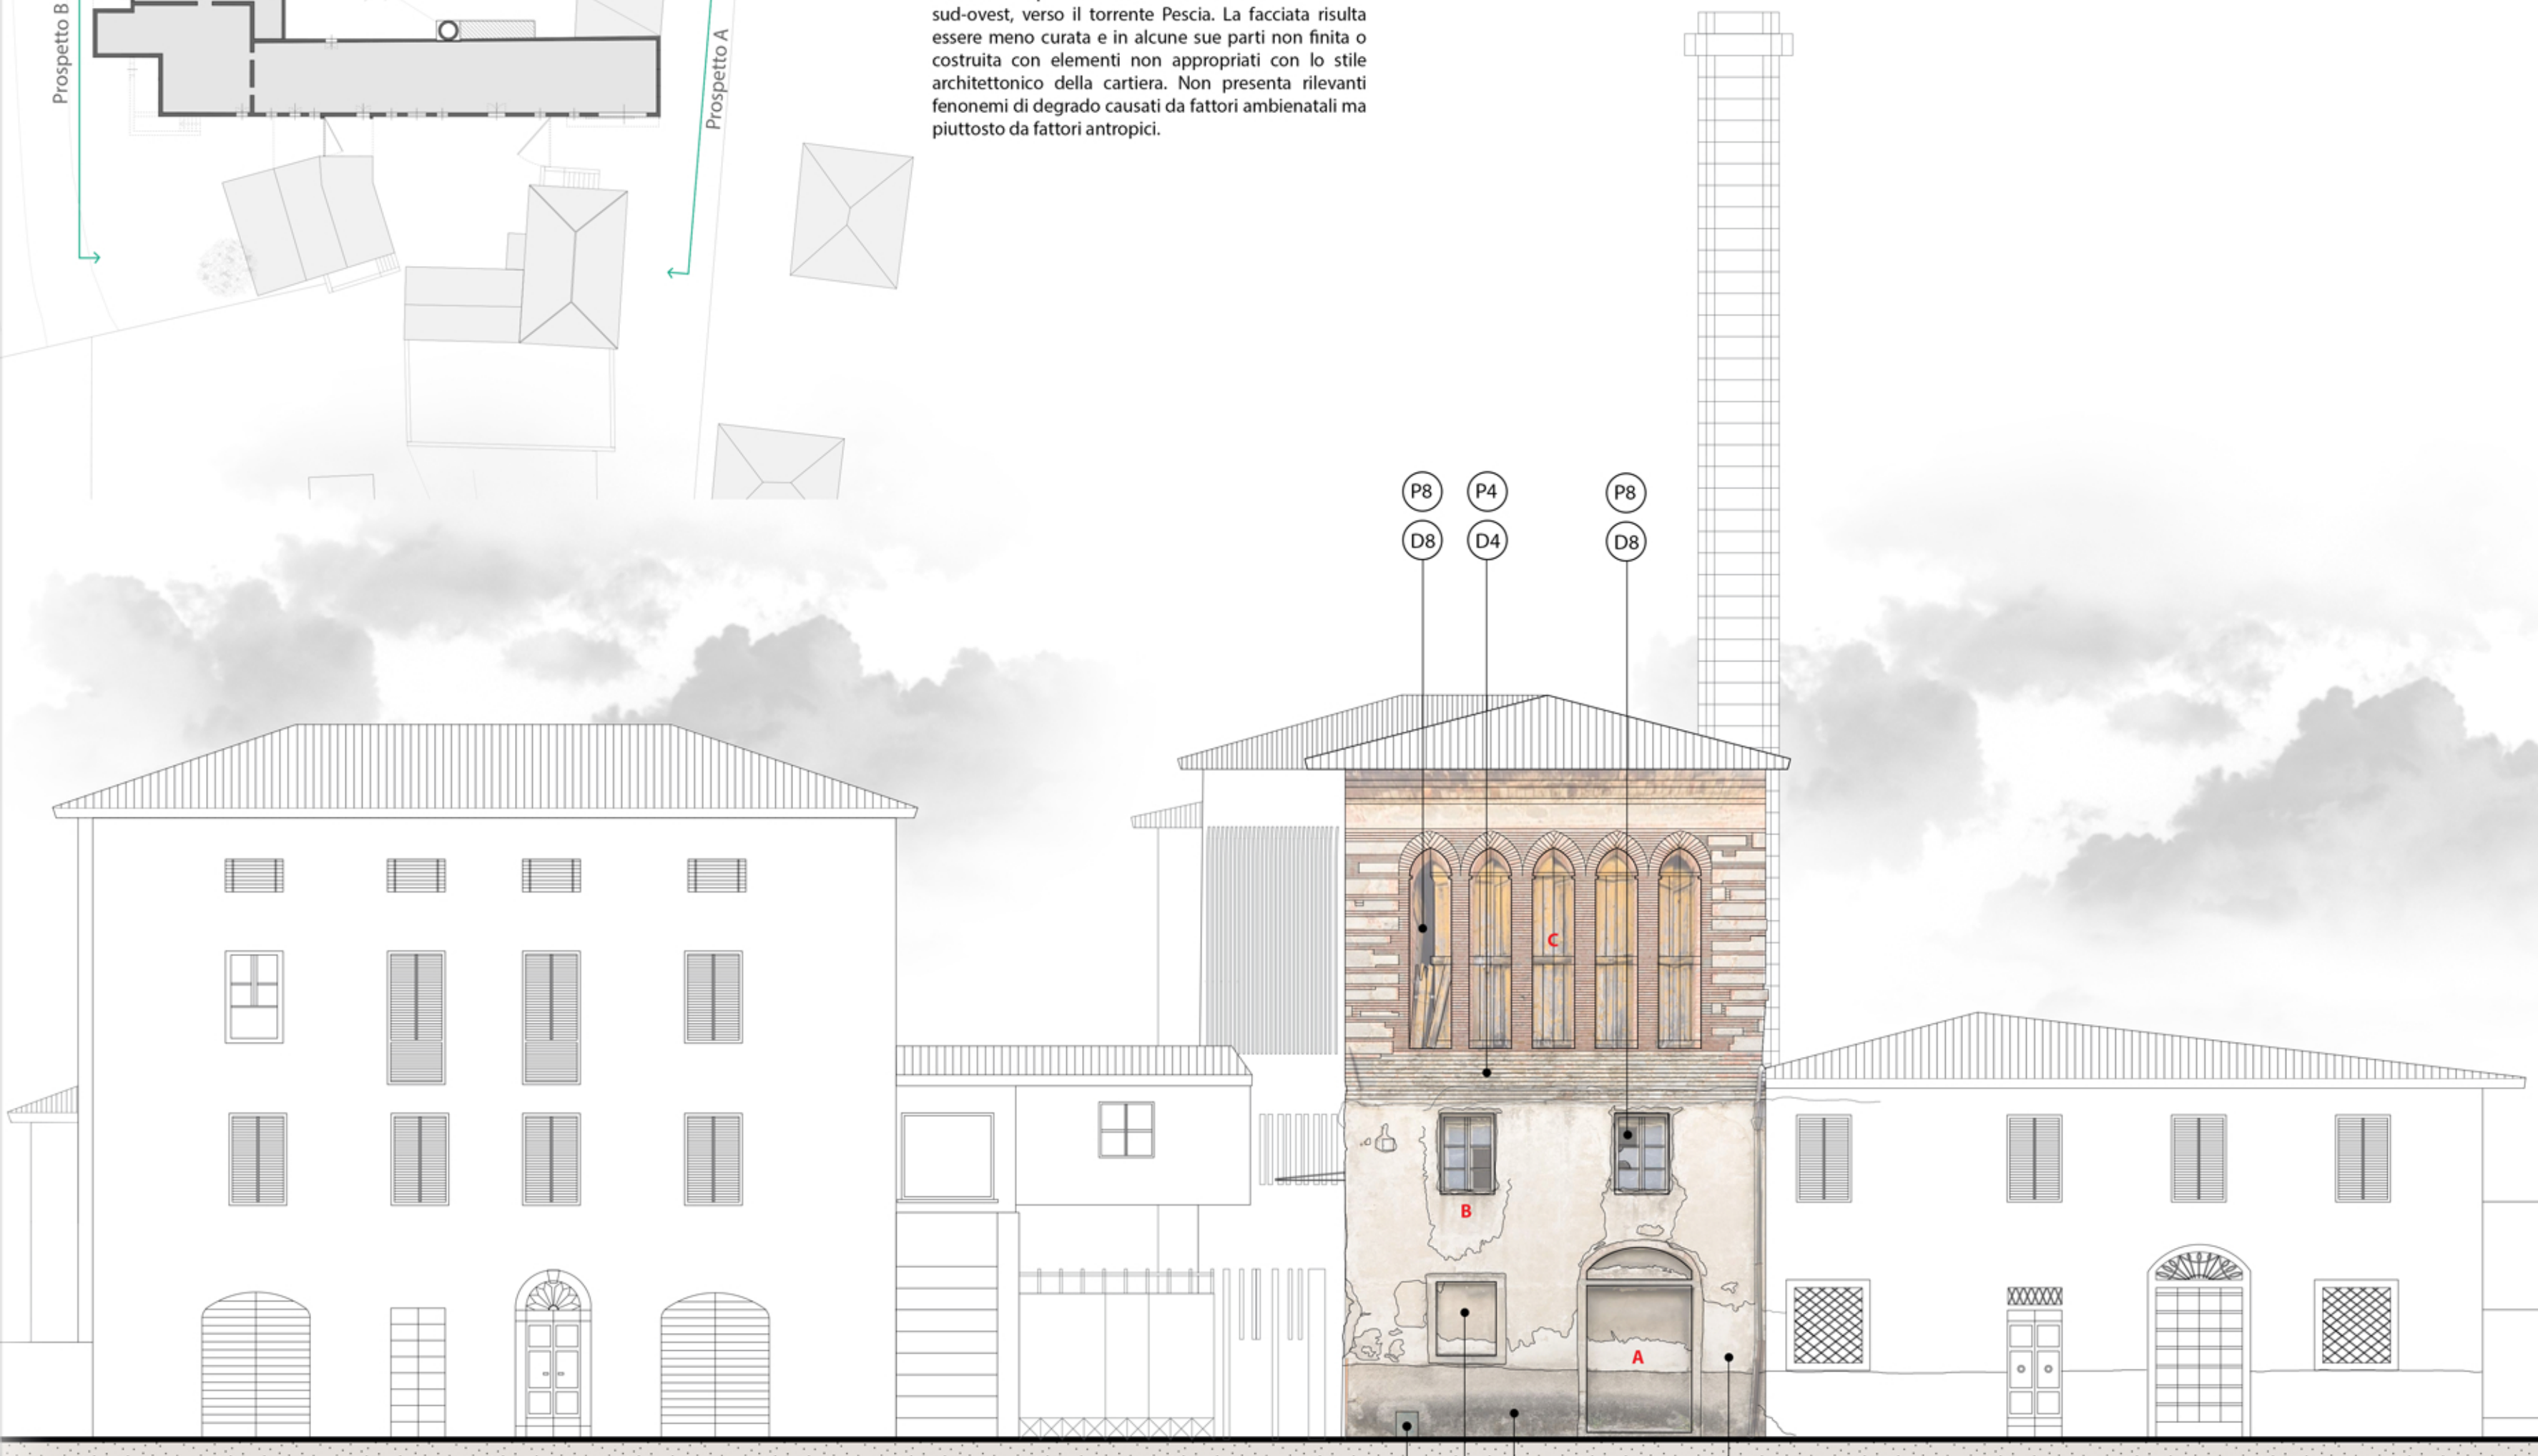 Prospetto B
Prospetto A
sud-ovest, verso il torrente Pescia. La facciata risulta
essere meno curata e in alcune sue parti non finita o
costruita con elementi non appropriati con lo stile
architettonico della cartiera. Non presenta rilevanti
fenonemi di degrado causati da fattori ambienatali ma
piuttosto da fattori antropici.
P8 P4 P8
D8 D4 D8
C
B
A